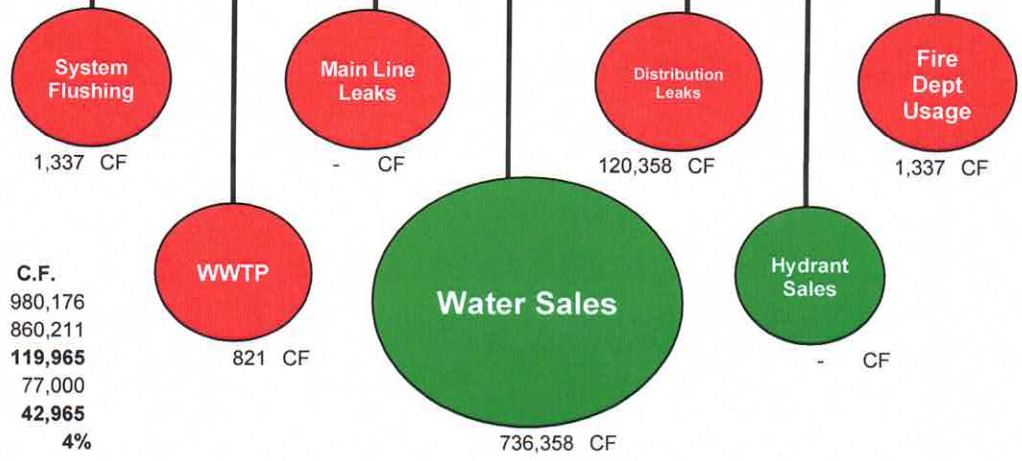 System
Flushing
1,337 CF
Main Line
Leaks
- CF
Distribution
Leaks
120,358 CF
Fire
Dept
Usage
1,337 CF
WWTP
821 CF
Water Sales
736,358 CF
Hydrant
Sales
- CF
C.F.
980,176
860,211
119,965
77,000
42,965
4%